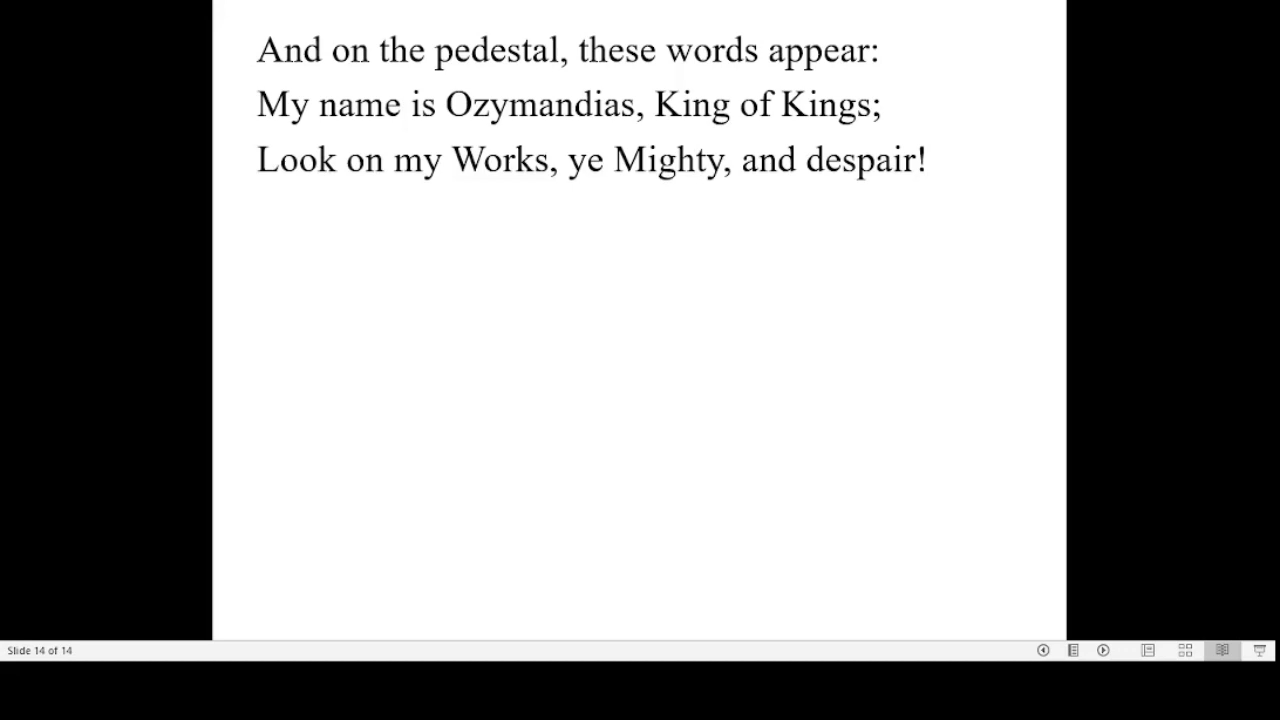 And on the pedestal, these words appear:
My name is Ozymandias, King of Kings;
Look on my Works, ye Mighty, and despair!
Slide 14 of 14